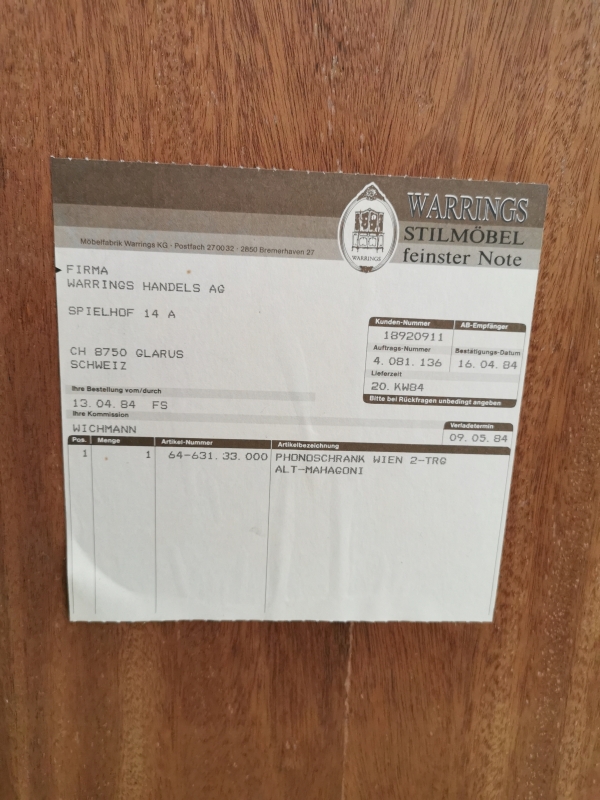 WARRINGS
STILMÖBEL
feinster Note
WARRINGS
Möbelfabrik Warrings KG · Postfach 270032 · 2850 Bremerhaven 27
FIRMA
WARRINGS HANDELS AG
SPIELHOF 14 A
CH 8750 GLARUS
SCHWEIZ
Kunden-Nummer AB-Empfänger
18920911
Auftrags-Nummer Bestätigungs-Datum
4.081.136 16.04.84
Lieferzeit
20.KW84
Bitte bei Rückfragen unbedingt angeben
Ihre Bestellung vom/durch
13.04.84 FS
Ihre Kommission
WICHMANN
Verladetermin
09.05.84
Pos. Menge Artikel-Nummer Artikelbezeichnung
1 1 64-631.33.000 PHONOSCHRANK WIEN 2-TRG
ALT-MAHAGONI